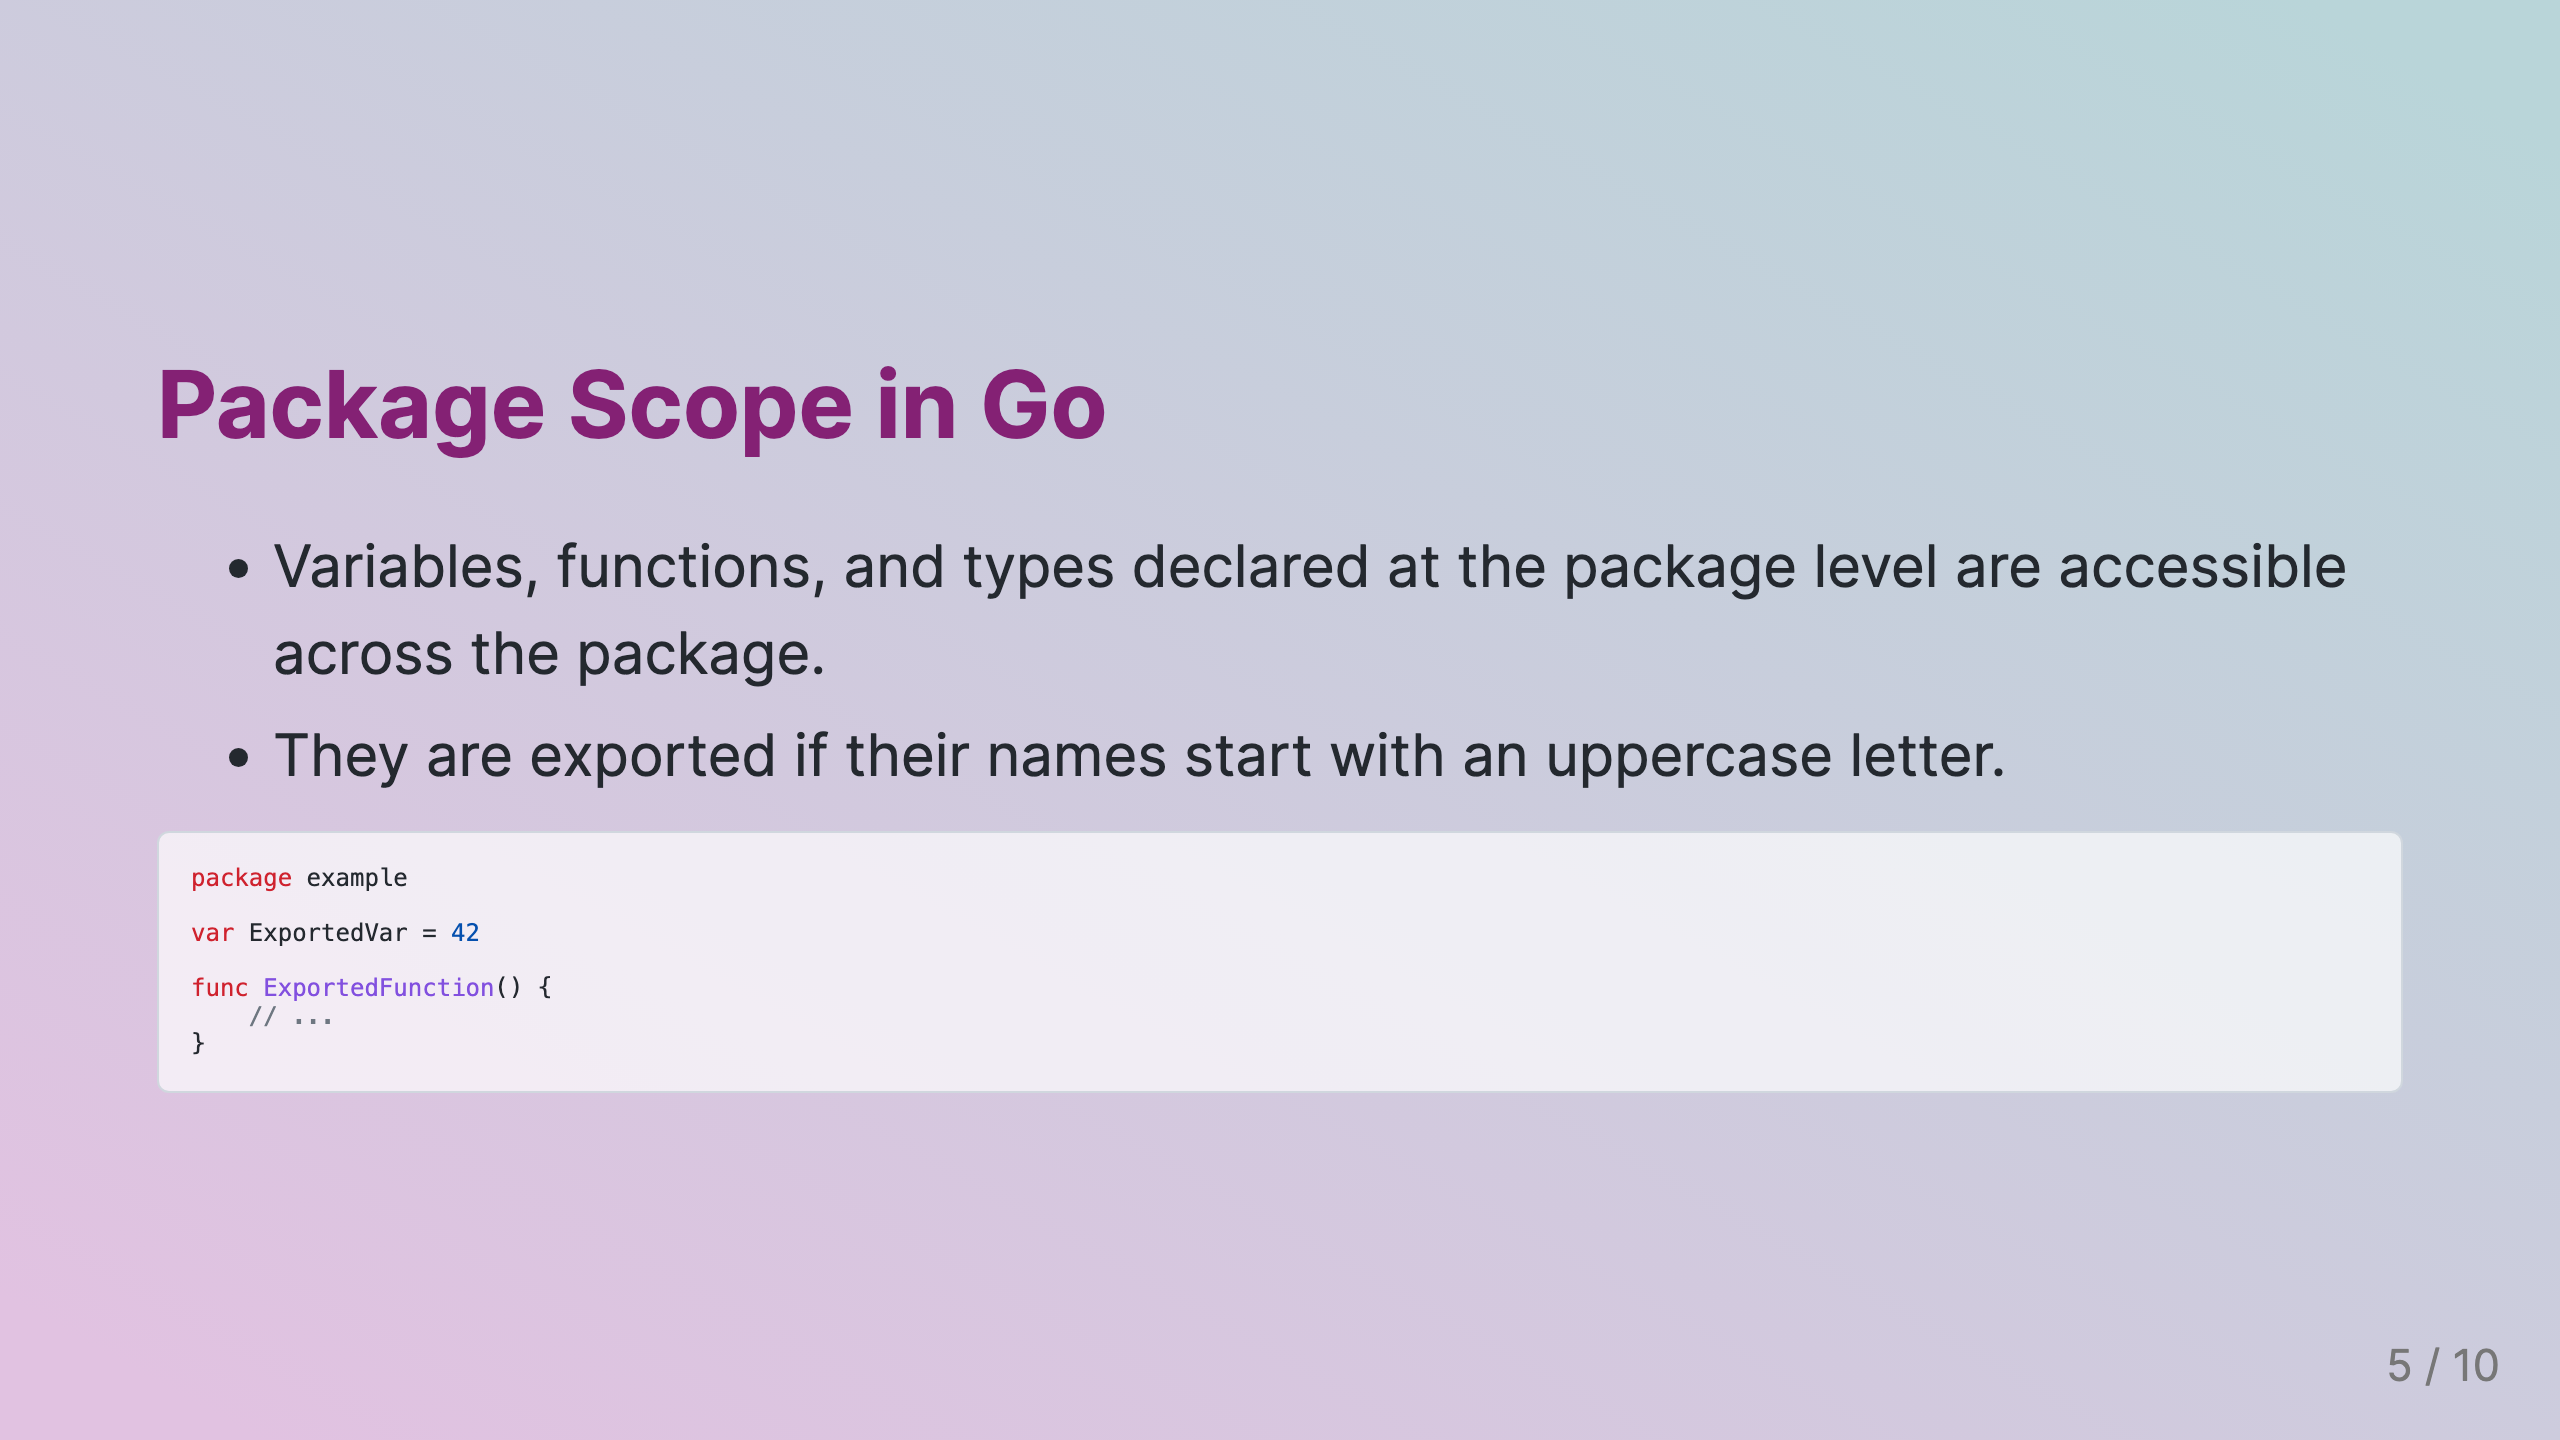 Package Scope in Go
• Variables, functions, and types declared at the package level are accessible
across the package.
• They are exported if their names start with an uppercase letter.
package example
var ExportedVar = 42
func ExportedFunction() {
    // ...
}
5 / 10